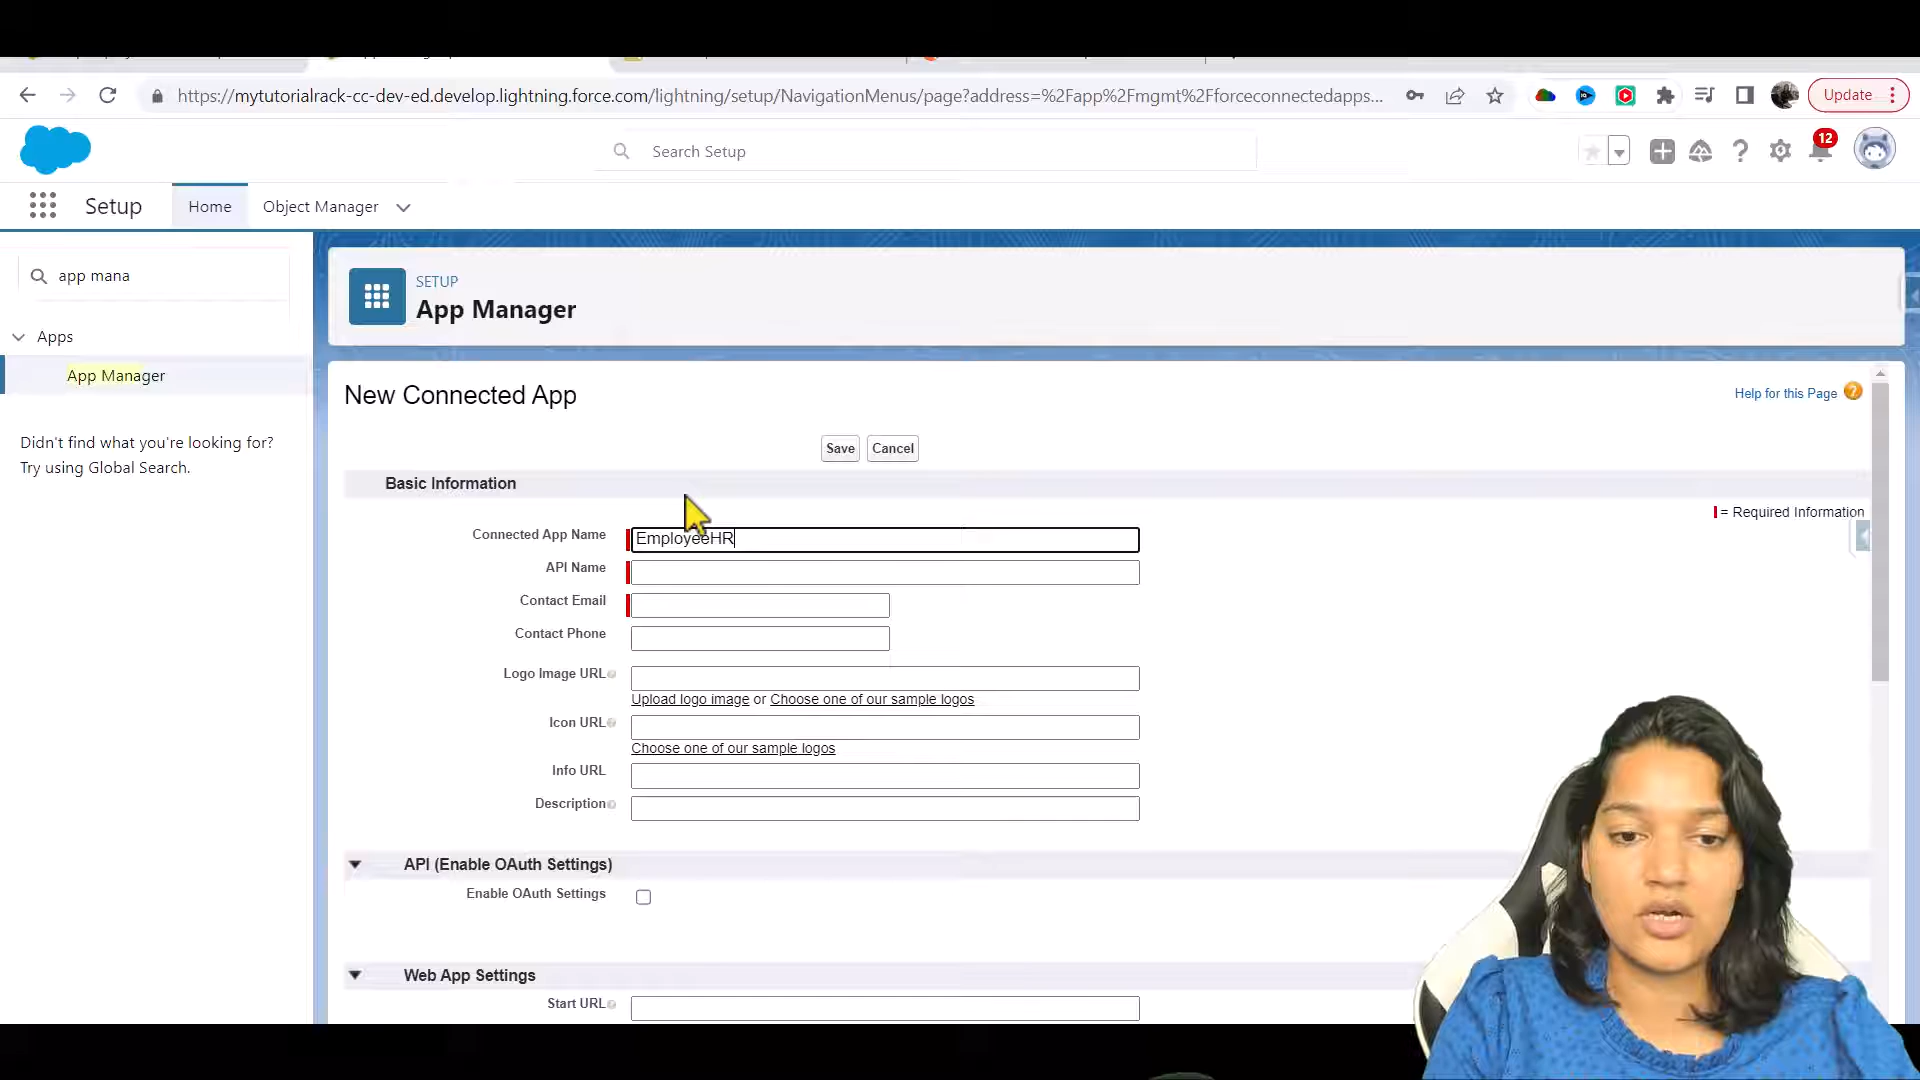 https://mytutorialrack-cc-dev-ed.develop.lightning.force.com/lightning/setup/NavigationMenus/page?address=%2Fapp%2Fmgmt%2Fforceconnectedapps...
Update
Search Setup
12
Setup
Home
Object Manager
app mana
Apps
App Manager
Didn't find what you're looking for?
Try using Global Search.
SETUP
App Manager
New Connected App
Help for this Page
Save
Cancel
Basic Information
= Required Information
Connected App Name
EmployeeHR
API Name
Contact Email
Contact Phone
Logo Image URL
Upload logo image or Choose one of our sample logos
Icon URL
Choose one of our sample logos
Info URL
Description
API (Enable OAuth Settings)
Enable OAuth Settings
Web App Settings
Start URL